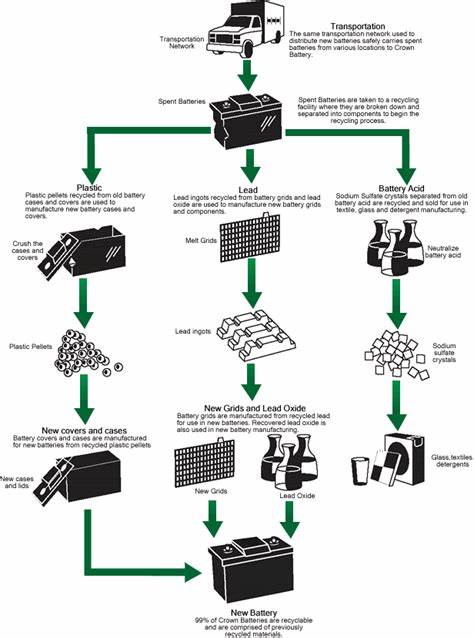 Transportation
The same transportation network used to
distribute new batteries safely carries spent
batteries from various locations to Crown
Battery.
Transportation
Network
Spent Batteries
Spent Batteries are taken to a recycling
facility where they are broken down and
separated into components to begin the
recycling process.
Plastic
Plastic pellets recycled from old battery
cases and covers are used to
manufacture new battery cases and
covers.
Lead
Lead ingots recycled from battery grids and lead
oxide are used to manufacture new battery grids
and components.
Battery Acid
Sodium Sulfate crystals separated from old
battery acid are recycled and sold for use in
textile, glass and detergent manufacturing.
Crush the
cases and
covers
Melt Grids
Neutralize
battery acid
Plastic Pellets
Lead ingots
Sodium
sulfate
crystals
New covers and cases
Battery covers and cases are manufactured
for new batteries from recycled plastic pellets
New Grids and Lead Oxide
Battery grids are manufactured from recycled lead
for use in new batteries. Recovered lead oxide is
also used in new battery manufacturing.
New cases
and lids
New Grids
Lead Oxide
Glass,textiles.
detergents
New Battery
99% of Crown Batteries are recyclable
and are comprised of previously
recycled materials.